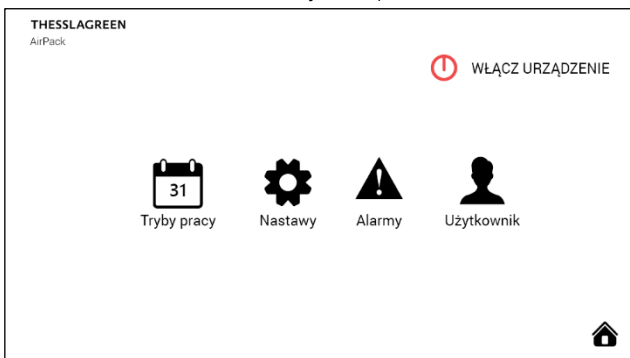 THESSLAGREEN
AirPack
WŁĄCZ URZĄDZENIE
31
Tryby pracy
Nastawy
Alarmy
Użytkownik